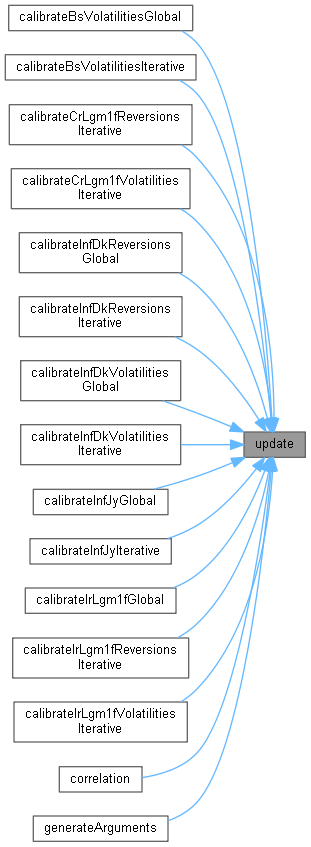 calibrateBsVolatilitiesGlobal
calibrateBsVolatilitiesIterative
calibrateCrLgm1fReversions
Iterative
calibrateCrLgm1fVolatilities
Iterative
calibrateInfDkReversions
Global
calibrateInfDkReversions
Iterative
calibrateInfDkVolatilities
Global
calibrateInfDkVolatilities
Iterative
update
calibrateInfJyGlobal
calibrateInfJyIterative
calibrateIrLgm1fGlobal
calibrateIrLgm1fReversions
Iterative
calibrateIrLgm1fVolatilities
Iterative
correlation
generateArguments